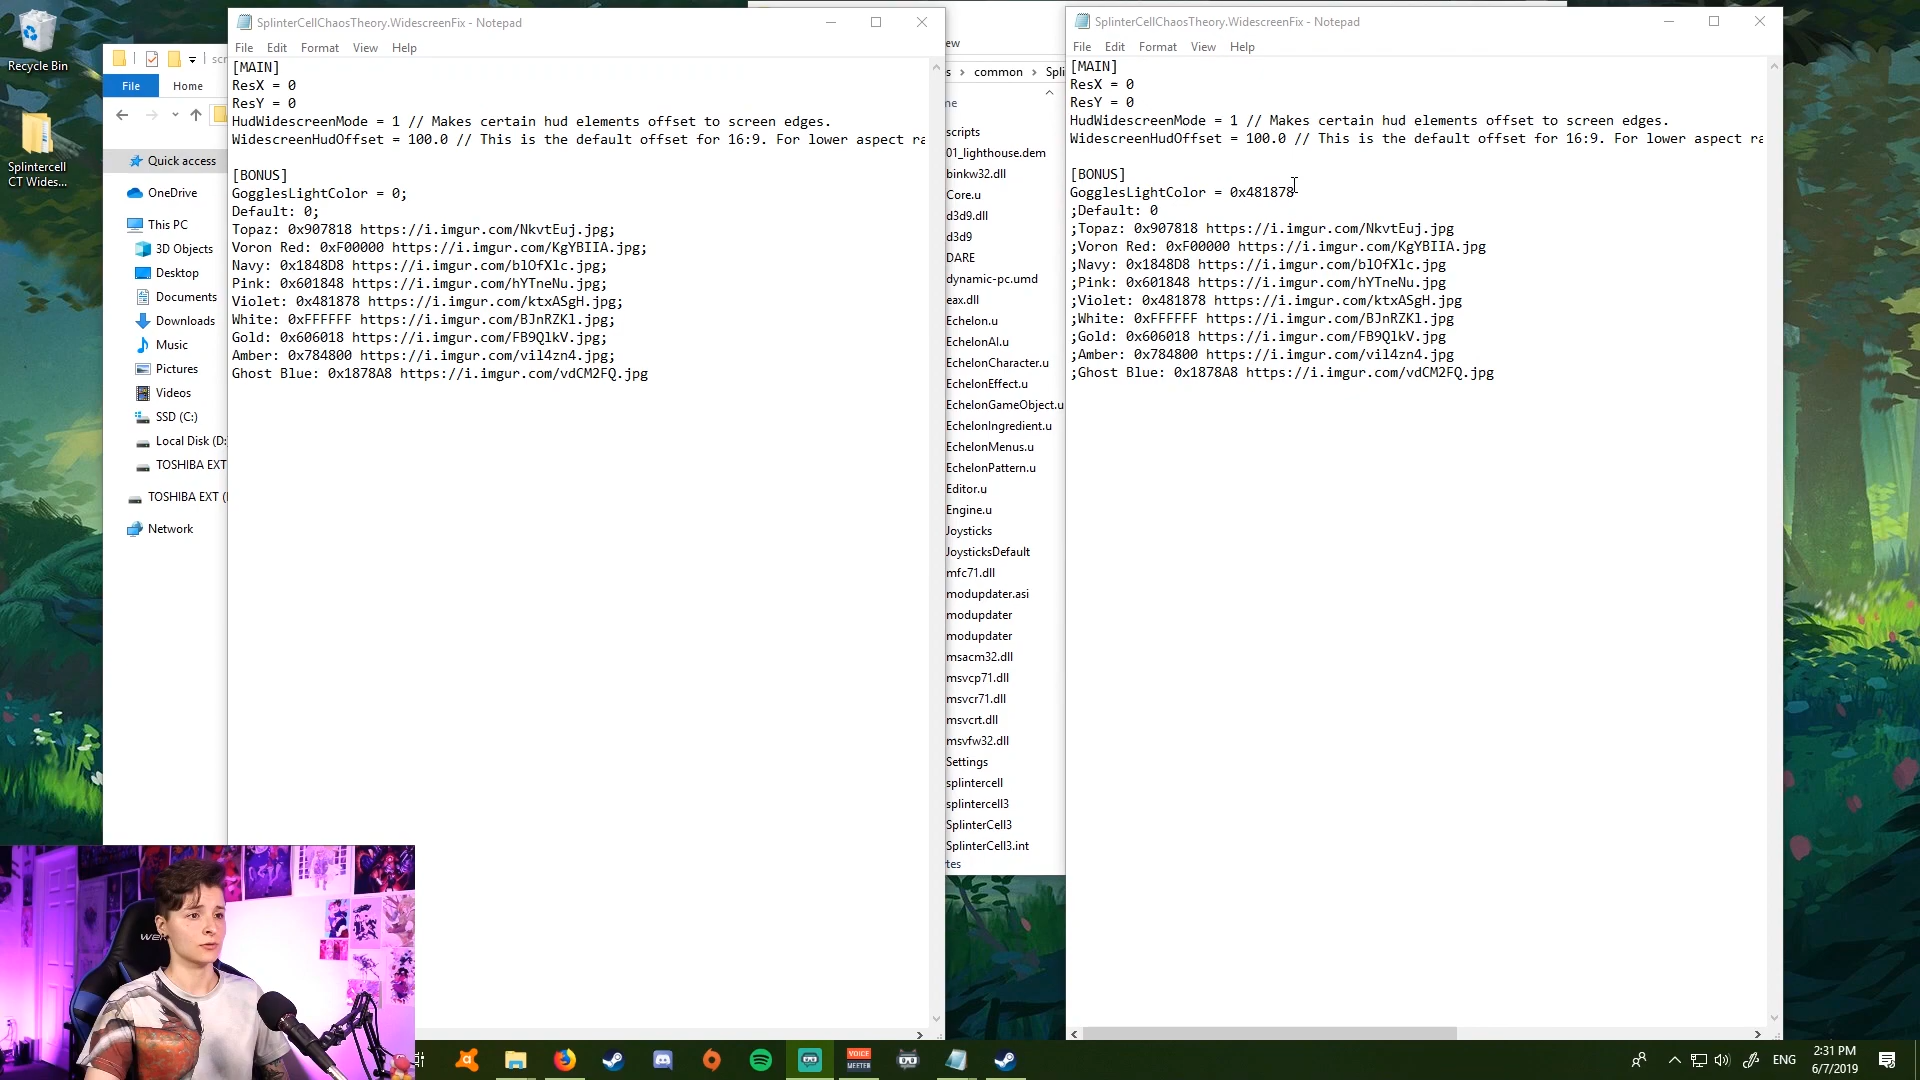 Recycle Bin
Splintercell
CT Wides...
File
Home
Quick access
OneDrive
This PC
3D Objects
Desktop
Documents
Downloads
Music
Pictures
Videos
SSD (C:)
Local Disk (D:
TOSHIBA EXT
TOSHIBA EXT (
Network
SplinterCellChaosTheory.WidescreenFix - Notepad
File Edit Format View Help
[MAIN]
ResX = 0
ResY = 0
HudWidescreenMode = 1 // Makes certain hud elements offset to screen edges.
WidescreenHudOffset = 100.0 // This is the default offset for 16:9. For lower aspect ra
[BONUS]
GogglesLightColor = 0;
Default: 0;
Topaz: 0x907818 https://i.imgur.com/NkvtEuj.jpg;
Voron Red: 0xF00000 https://i.imgur.com/KgYBIIA.jpg;
Navy: 0x1848D8 https://i.imgur.com/blOfXlc.jpg;
Pink: 0x601848 https://i.imgur.com/hYTneNu.jpg;
Violet: 0x481878 https://i.imgur.com/ktxASgH.jpg;
White: 0xFFFFFF https://i.imgur.com/BJnRZKl.jpg;
Gold: 0x606018 https://i.imgur.com/FB9QlkV.jpg;
Amber: 0x784800 https://i.imgur.com/vil4zn4.jpg;
Ghost Blue: 0x1878A8 https://i.imgur.com/vdCM2FQ.jpg
ew
s > common > Spli
scripts
01_lighthouse.dem
binkw32.dll
Core.u
d3d9.dll
d3d9
DARE
dynamic-pc.umd
eax.dll
Echelon.u
EchelonAI.u
EchelonCharacter.u
EchelonEffect.u
EchelonGameObject.u
EchelonIngredient.u
EchelonMenus.u
EchelonPattern.u
Editor.u
Engine.u
Joysticks
JoysticksDefault
mfc71.dll
modupdater.asi
modupdater
modupdater
msacm32.dll
msvcp71.dll
msvcr71.dll
msvcrt.dll
msvfw32.dll
Settings
splintercell
splintercell3
SplinterCell3
SplinterCell3.int
SplinterCellChaosTheory.WidescreenFix - Notepad
File Edit Format View Help
[MAIN]
ResX = 0
ResY = 0
HudWidescreenMode = 1 // Makes certain hud elements offset to screen edges.
WidescreenHudOffset = 100.0 // This is the default offset for 16:9. For lower aspect ra
[BONUS]
GogglesLightColor = 0x481878
;Default: 0
;Topaz: 0x907818 https://i.imgur.com/NkvtEuj.jpg
;Voron Red: 0xF00000 https://i.imgur.com/KgYBIIA.jpg
;Navy: 0x1848D8 https://i.imgur.com/blOfXlc.jpg
;Pink: 0x601848 https://i.imgur.com/hYTneNu.jpg
;Violet: 0x481878 https://i.imgur.com/ktxASgH.jpg
;White: 0xFFFFFF https://i.imgur.com/BJnRZKl.jpg
;Gold: 0x606018 https://i.imgur.com/FB9QlkV.jpg
;Amber: 0x784800 https://i.imgur.com/vil4zn4.jpg
;Ghost Blue: 0x1878A8 https://i.imgur.com/vdCM2FQ.jpg
VOICE
MEETER
ENG
2:31 PM
6/7/2019